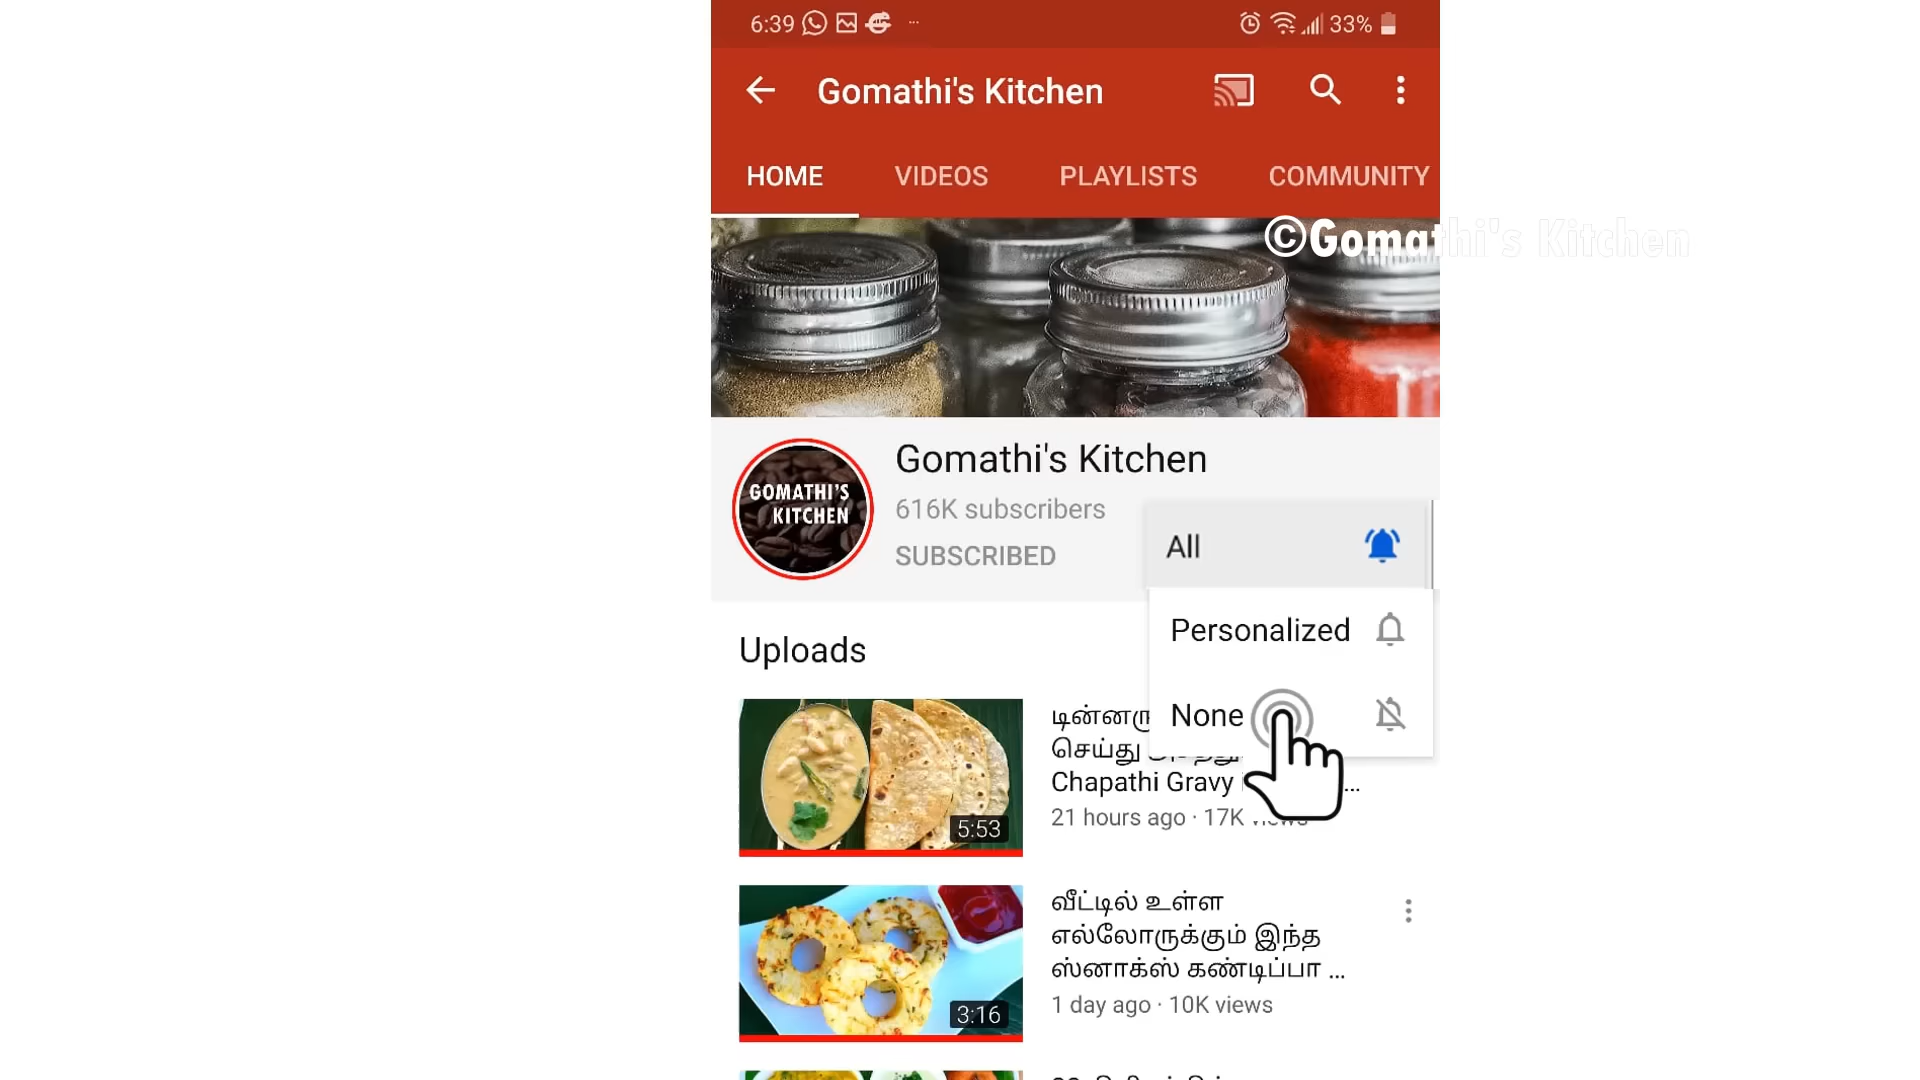 6:39
33%
Gomathi's Kitchen
HOME VIDEOS PLAYLISTS COMMUNITY
©Gomathi's Kitchen
GOMATHI'S
KITCHEN
Gomathi's Kitchen
616K subscribers
SUBSCRIBED
All
Personalized
None
Uploads
செய்து
Chapathi Gravy ...
21 hours ago · 17K views
5:53
வீட்டில் உள்ள
எல்லோருக்கும் இந்த
ஸ்னாக்ஸ் கண்டிப்பா ...
1 day ago · 10K views
3:16